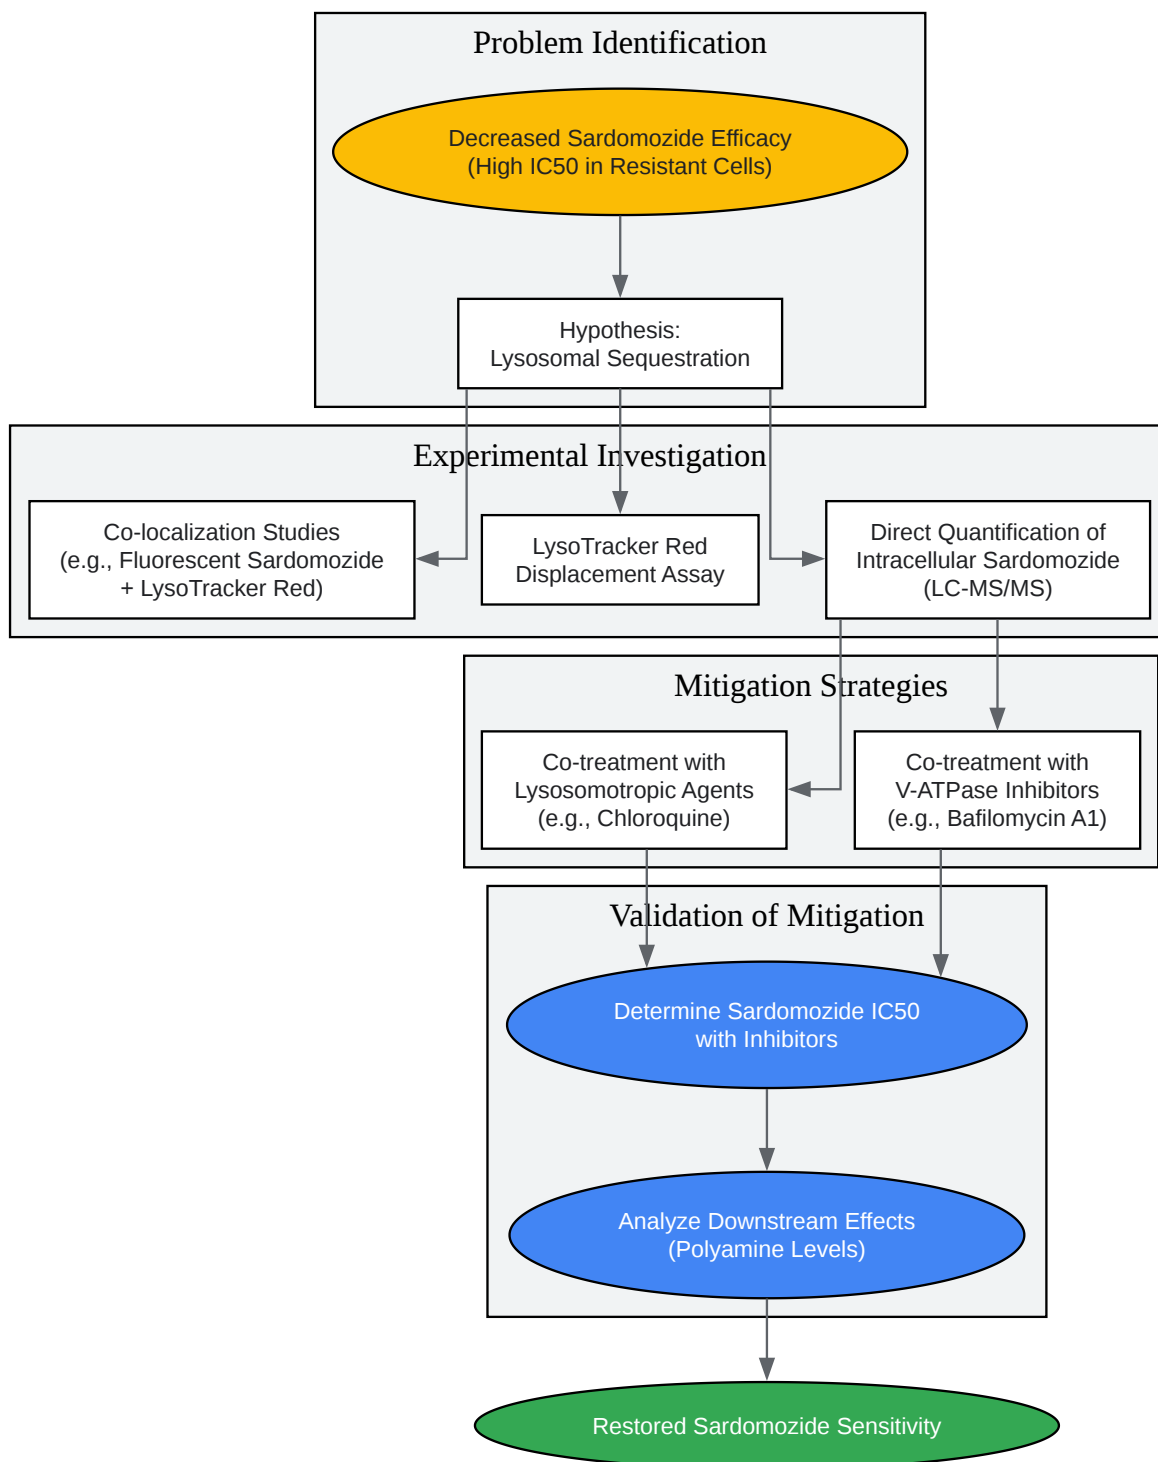 Problem Identification
Decreased Sardomozide Efficacy
(High IC50 in Resistant Cells)
Hypothesis:
Lysosomal Sequestration
Experimental Investigation
Co-localization Studies
(e.g., Fluorescent Sardomozide
+ LysoTracker Red)
LysoTracker Red
Displacement Assay
Direct Quantification of
Intracellular Sardomozide
(LC-MS/MS)
Mitigation Strategies
Co-treatment with
Lysosomotropic Agents
(e.g., Chloroquine)
Co-treatment with
V-ATPase Inhibitors
(e.g., Bafilomycin A1)
Validation of Mitigation
Determine Sardomozide IC50
with Inhibitors
Analyze Downstream Effects
(Polyamine Levels)
Restored Sardomozide Sensitivity